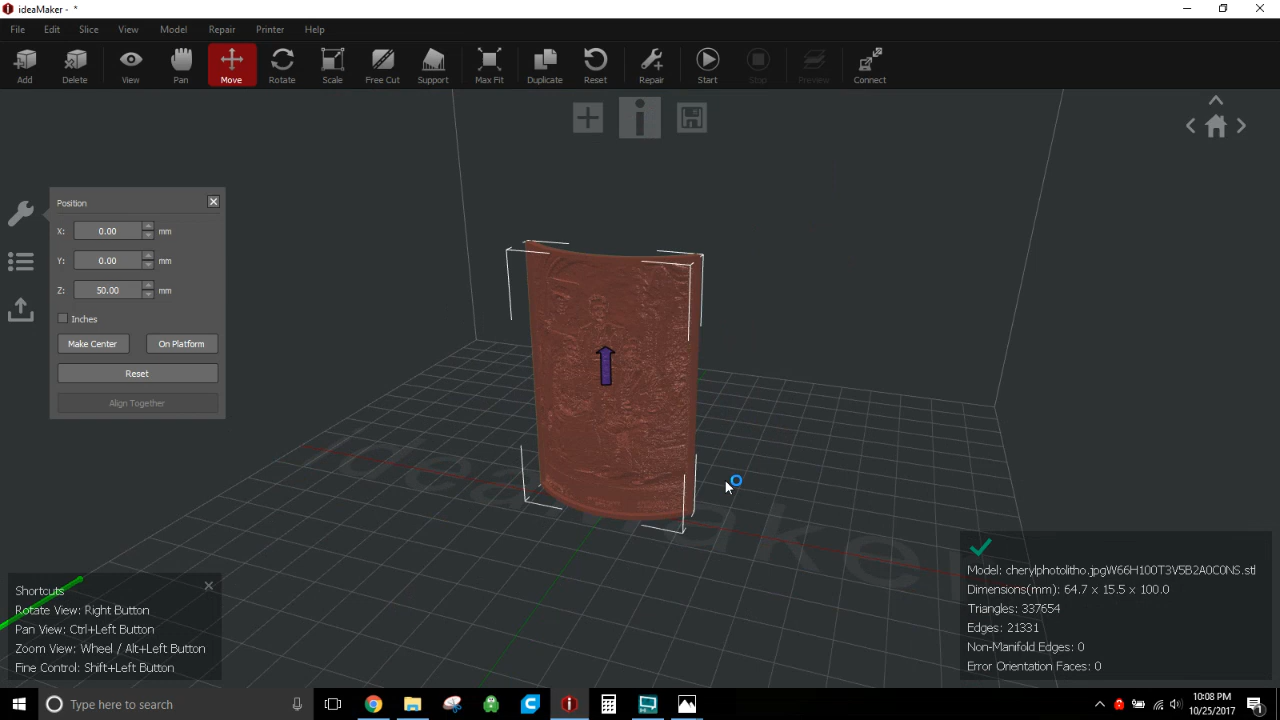 ideaMaker - *
File Edit Slice View Model Repair Printer Help
Add Delete View Pan Move Rotate Scale Free Cut Support Max Fit Duplicate Reset Repair Start Stop Preview Connect
Position
X: 0.00 mm
Y: 0.00 mm
Z: 50.00 mm
Inches
Make Center On Platform
Reset
Align Together
ideaMaker
Shortcuts
Rotate View: Right Button
Pan View: Ctrl+Left Button
Zoom View: Wheel / Alt+Left Button
Fine Control: Shift+Left Button
Model: cherylphotolitho.jpgW66H100T3V5B2A0C0NS.stl
Dimensions(mm): 64.7 x 15.5 x 100.0
Triangles: 337654
Edges: 21331
Non-Manifold Edges: 0
Error Orientation Faces: 0
Type here to search
10:08 PM
10/25/2017